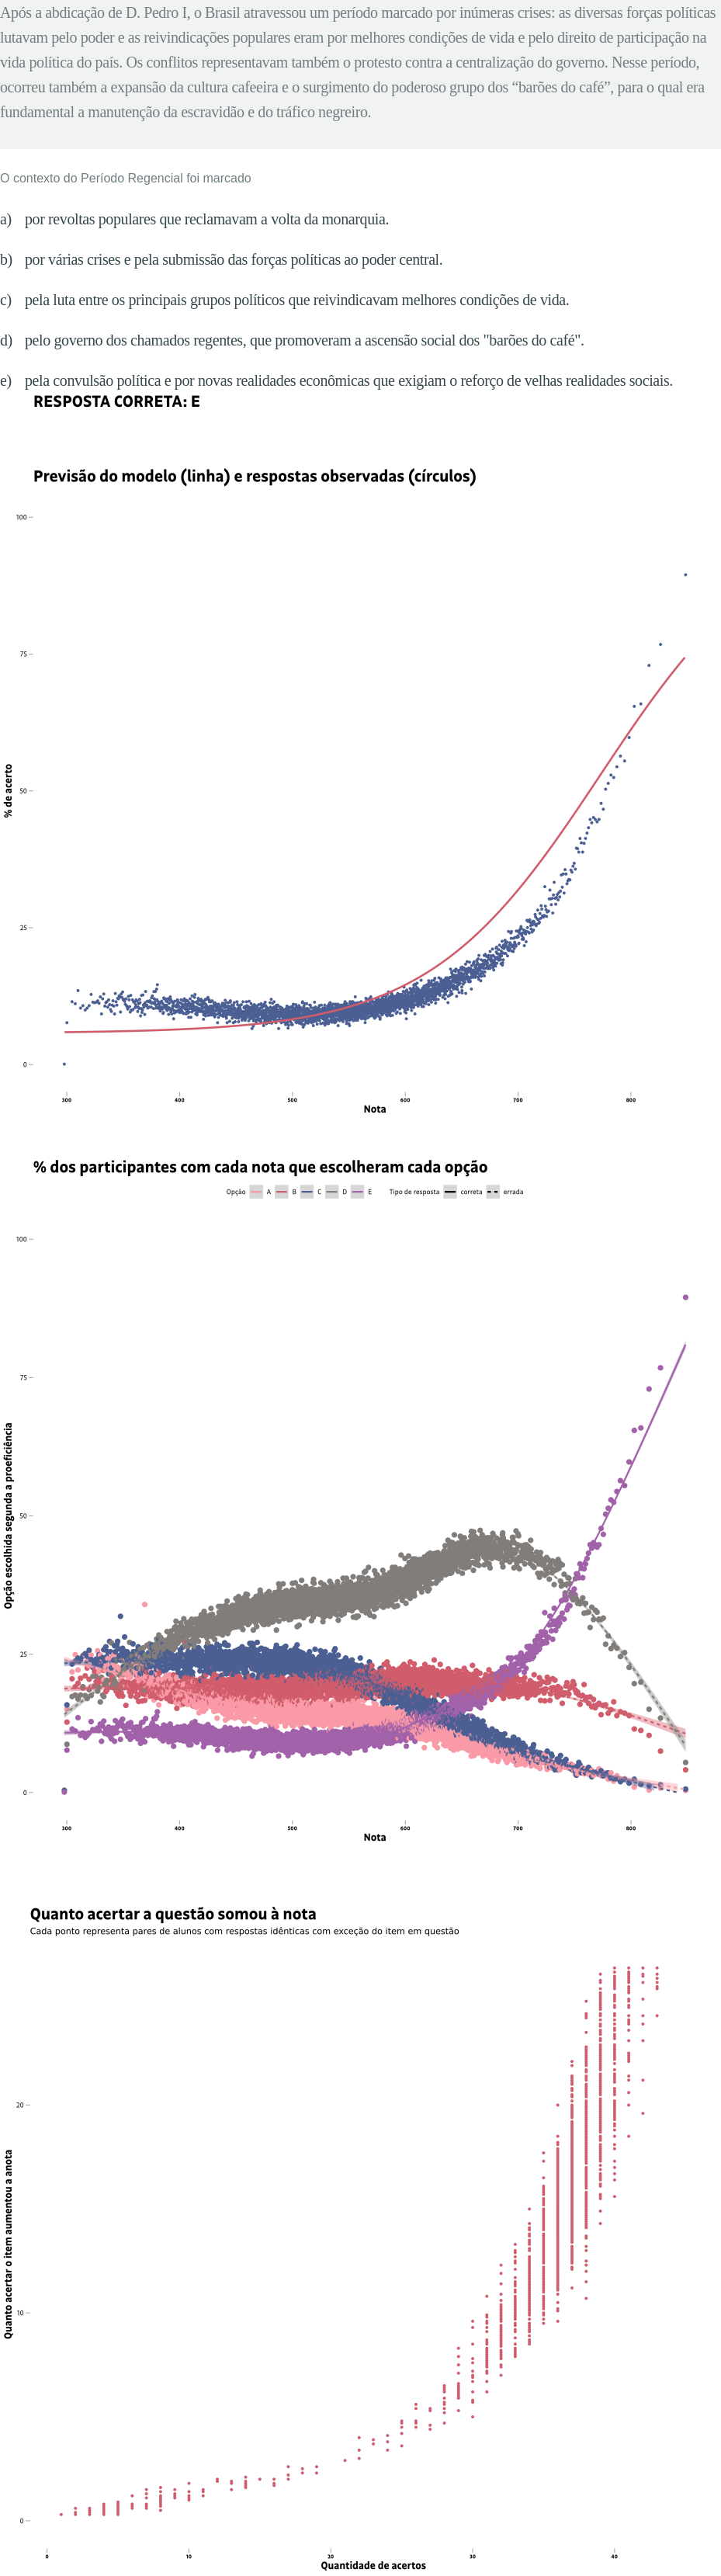 Após a abdicação de D. Pedro I, o Brasil atravessou um período marcado por inúmeras crises: as diversas forças políticas
lutavam pelo poder e as reivindicações populares eram por melhores condições de vida e pelo direito de participação na
vida política do país. Os conflitos representavam também o protesto contra a centralização do governo. Nesse período,
ocorreu também a expansão da cultura cafeeira e o surgimento do poderoso grupo dos “barões do café”, para o qual era
fundamental a manutenção da escravidão e do tráfico negreiro.
O contexto do Período Regencial foi marcado
a) por revoltas populares que reclamavam a volta da monarquia.
b) por várias crises e pela submissão das forças políticas ao poder central.
c) pela luta entre os principais grupos políticos que reivindicavam melhores condições de vida.
d) pelo governo dos chamados regentes, que promoveram a ascensão social dos "barões do café".
e) pela convulsão política e por novas realidades econômicas que exigiam o reforço de velhas realidades sociais.
RESPOSTA CORRETA: E
Previsão do modelo (linha) e respostas observadas (círculos)
100
75
50
25
0
% de acerto
300 400 500 600 700 800
Nota
% dos participantes com cada nota que escolheram cada opção
Opção A B C D E Tipo de resposta correta errada
100
75
50
25
0
Opção escolhida segunda a proeficiência
300 400 500 600 700 800
Nota
Quanto acertar a questão somou à nota
Cada ponto representa pares de alunos com respostas idênticas com exceção do item em questão
20
10
0
Quanto acertar o item aumentou a anota
0 10 20 30 40
Quantidade de acertos